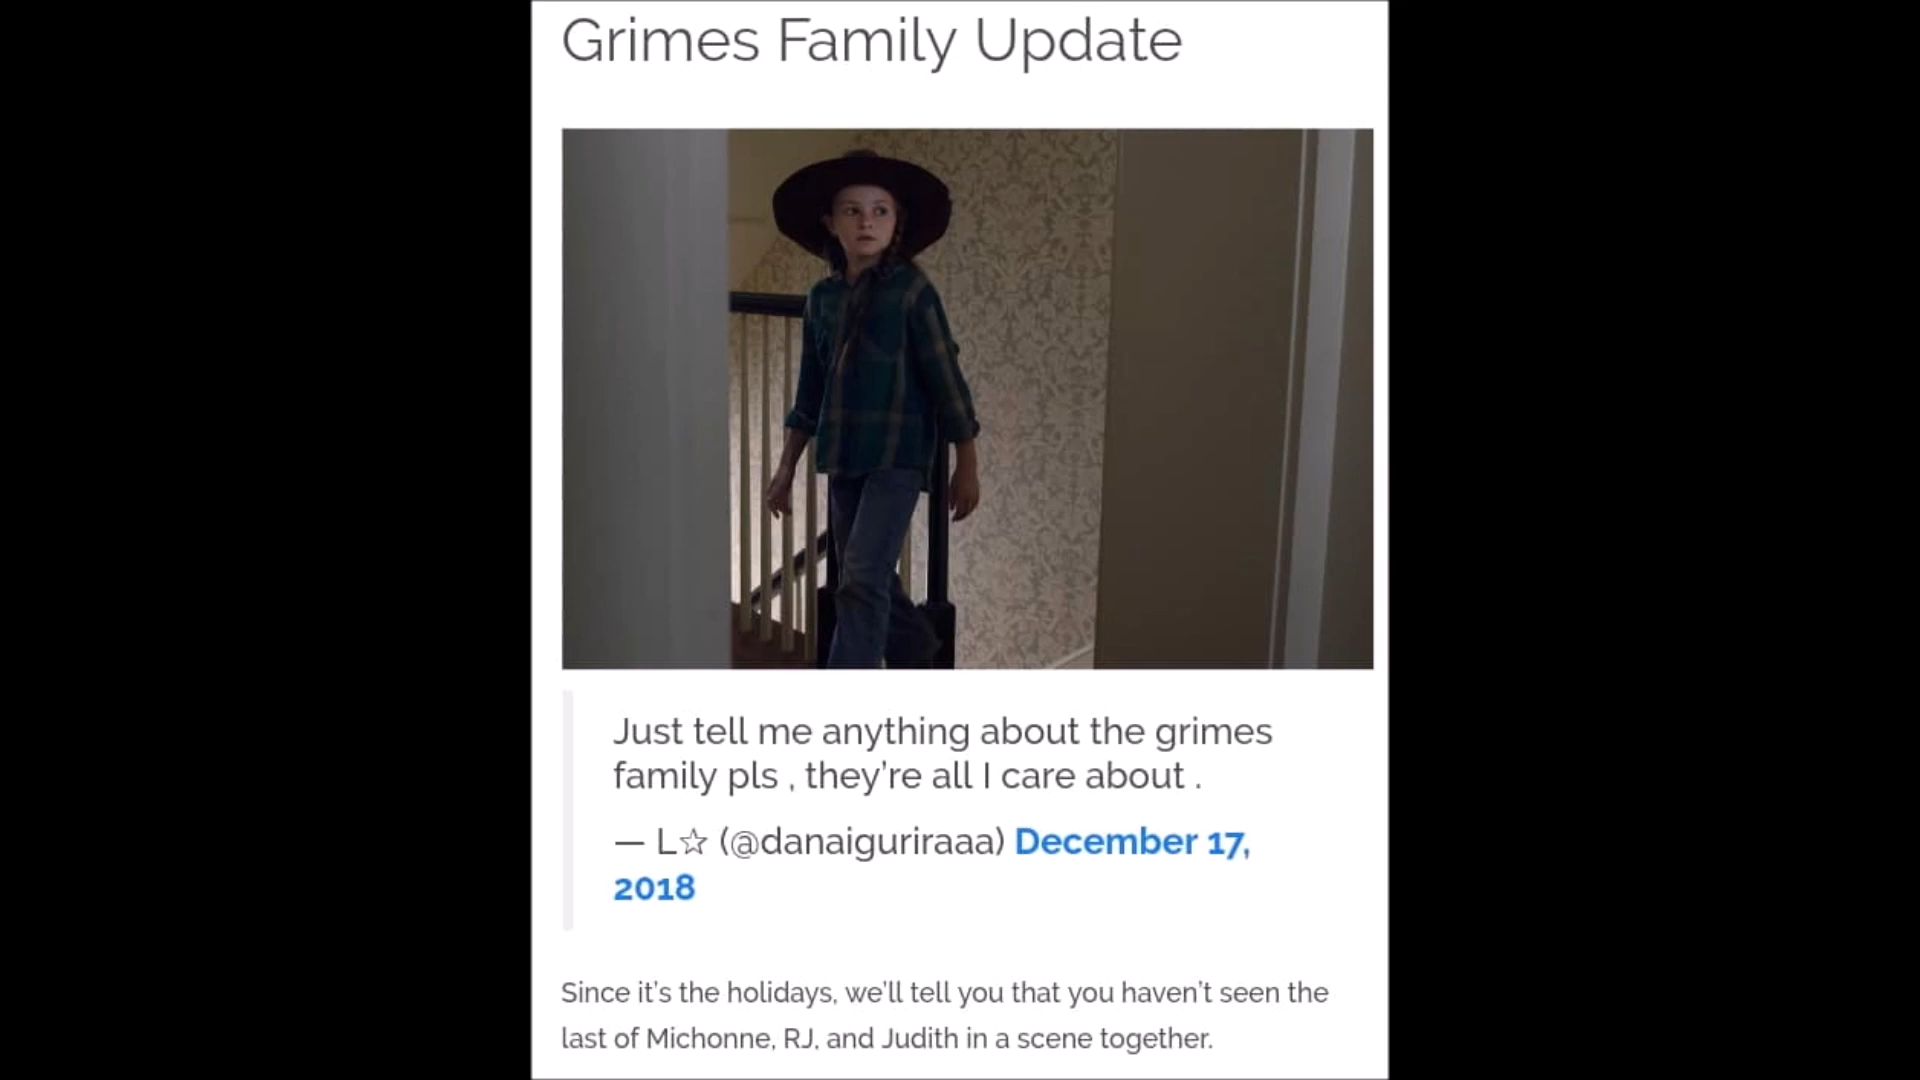 Grimes Family Update
Just tell me anything about the grimes
family pls , they're all I care about .
— L☆ (@danaiguriraaa) December 17,
2018
Since it's the holidays, we'll tell you that you haven't seen the
last of Michonne, RJ, and Judith in a scene together.